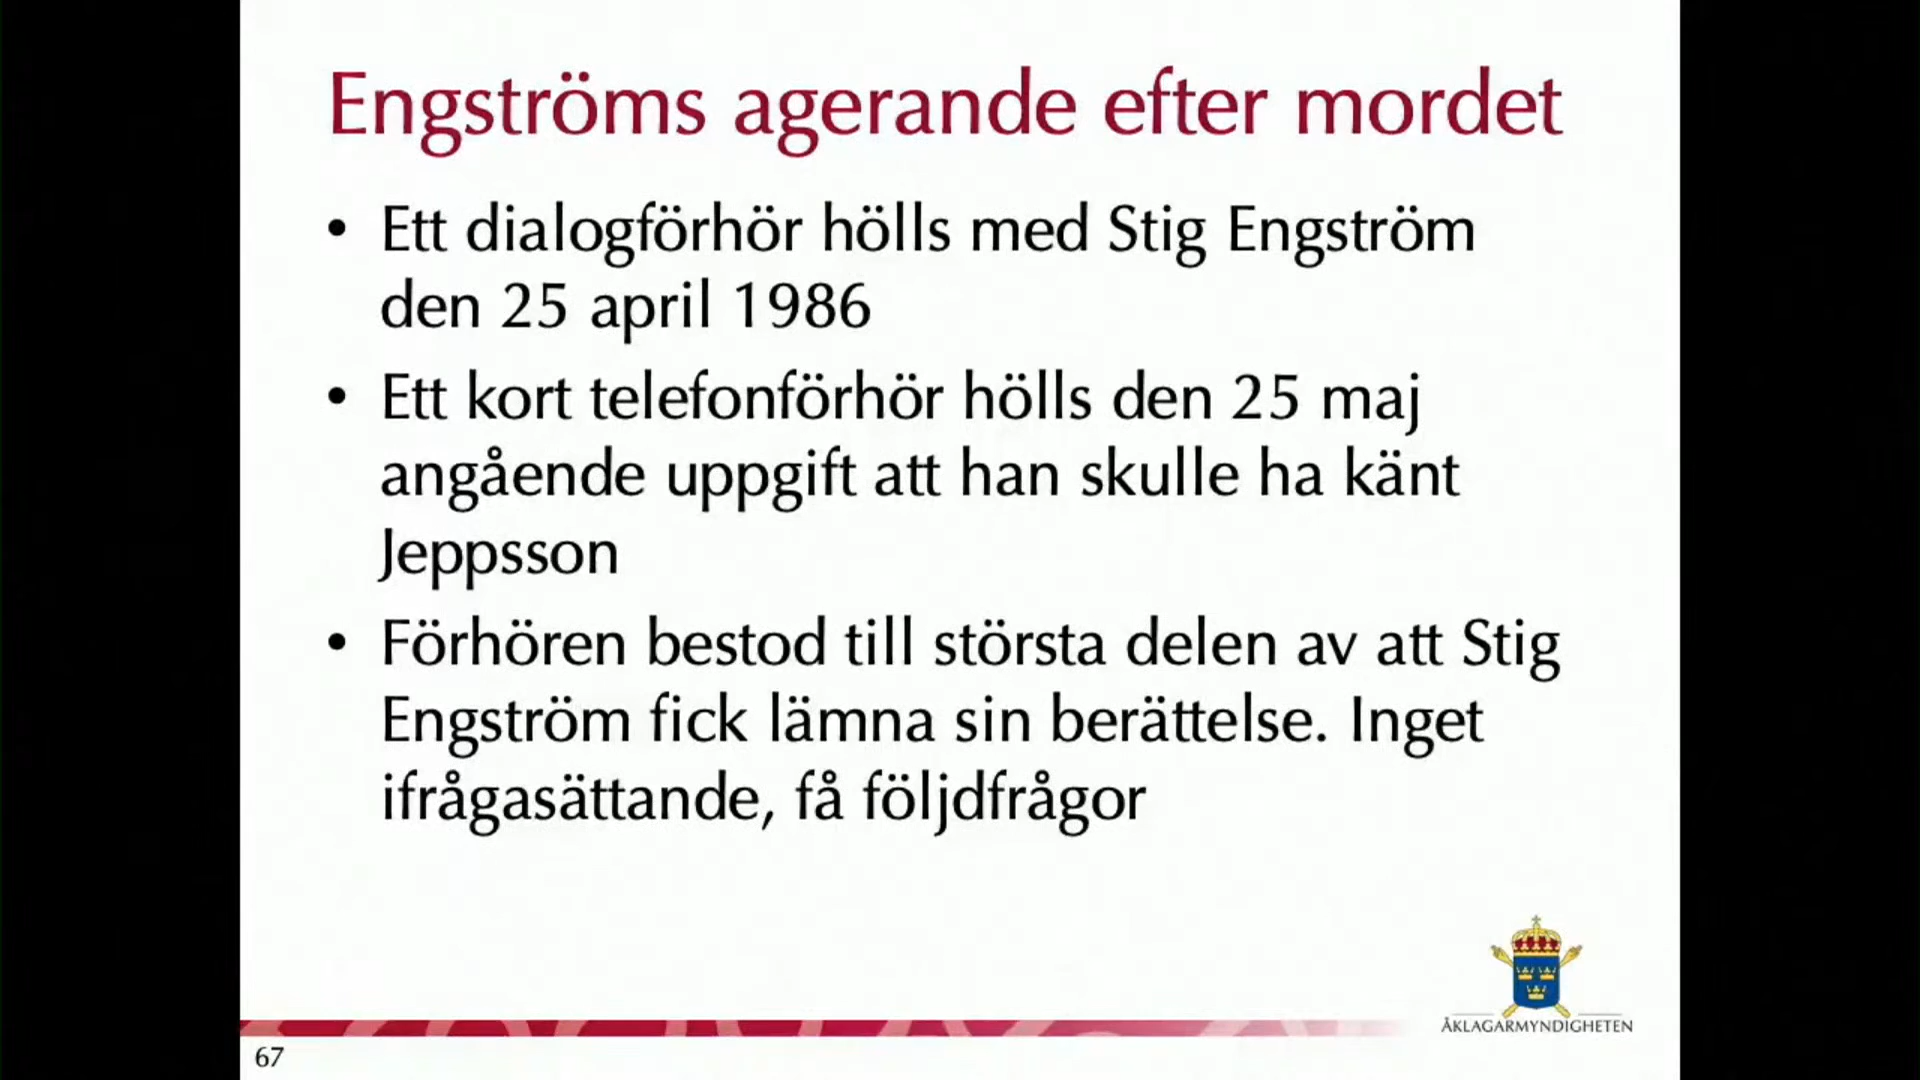 Engströms agerande efter mordet
• Ett dialogförhör hölls med Stig Engström
den 25 april 1986
• Ett kort telefonförhör hölls den 25 maj
angående uppgift att han skulle ha känt
Jeppsson
• Förhören bestod till största delen av att Stig
Engström fick lämna sin berättelse. Inget
ifrågasättande, få följdfrågor
ÅKLAGARMYNDIGHETEN
67